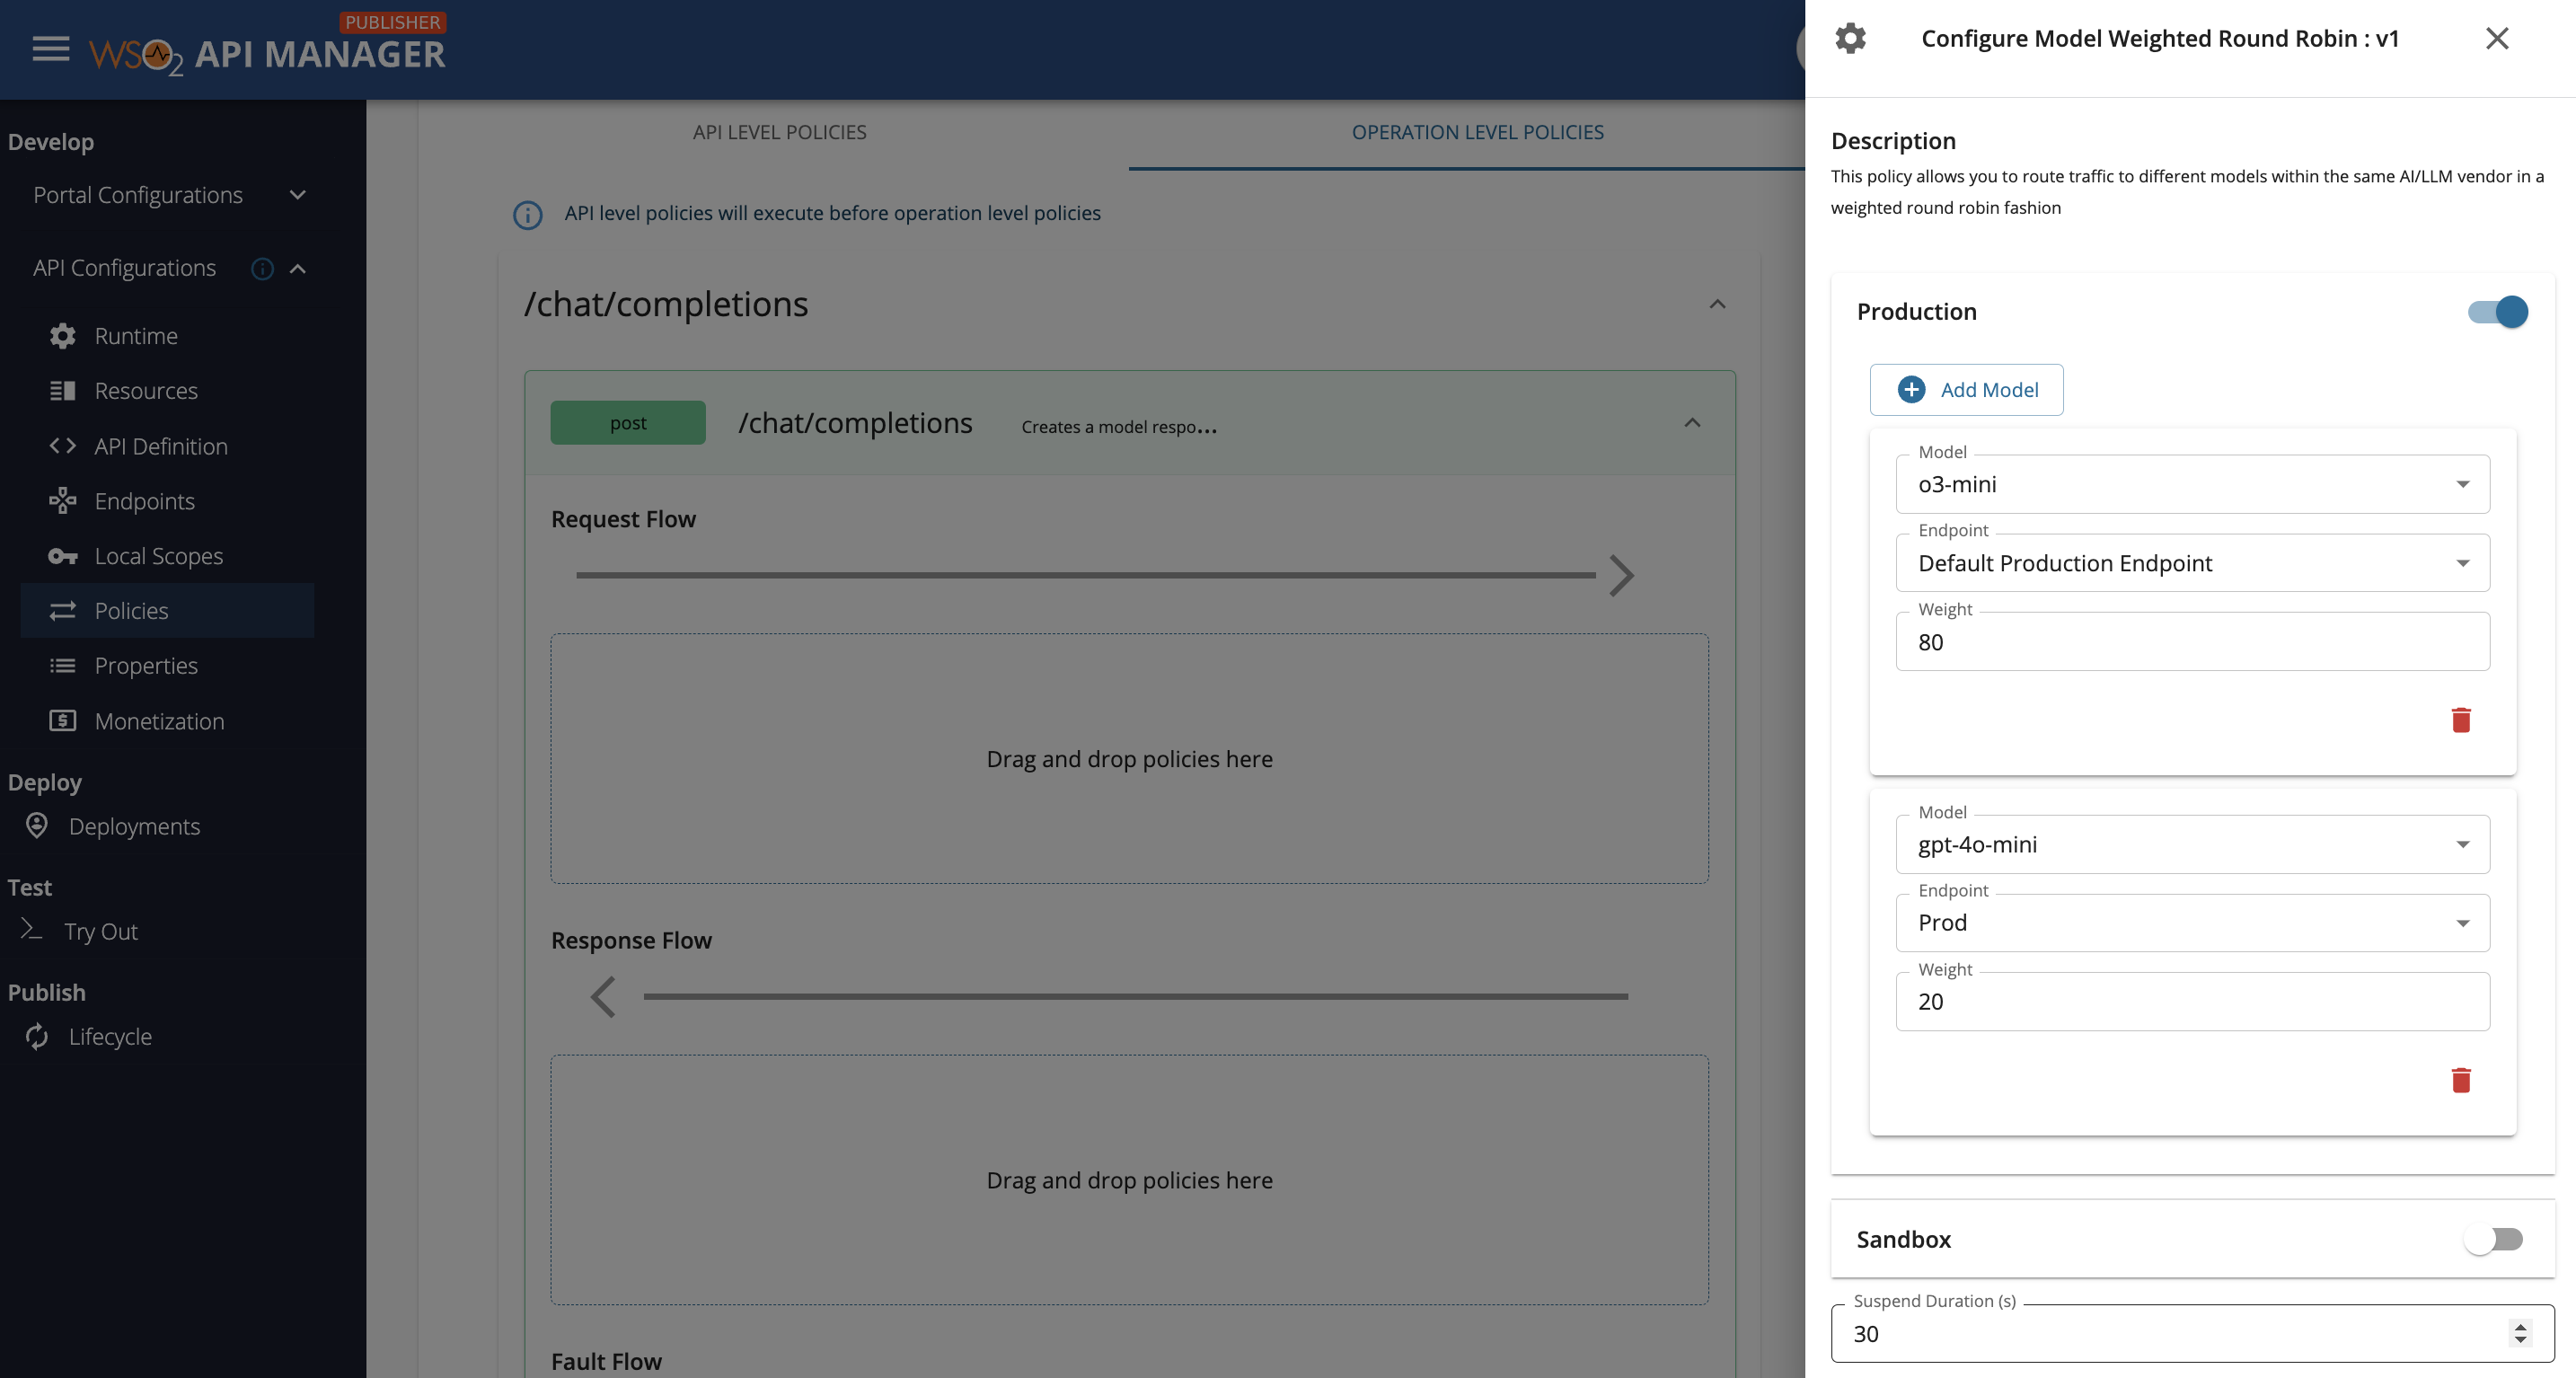 PUBLISHER
WSO2 API MANAGER
Develop
Portal Configurations
API Configurations
Runtime
Resources
API Definition
Endpoints
Local Scopes
Policies
Properties
Monetization
Deploy
Deployments
Test
Try Out
Publish
Lifecycle
API LEVEL POLICIES
OPERATION LEVEL POLICIES
API level policies will execute before operation level policies
/chat/completions
post /chat/completions Creates a model respo...
Request Flow
Drag and drop policies here
Response Flow
Drag and drop policies here
Fault Flow
Configure Model Weighted Round Robin : v1
Description
This policy allows you to route traffic to different models within the same AI/LLM vendor in a
weighted round robin fashion
Production
Add Model
Model
o3-mini
Endpoint
Default Production Endpoint
Weight
80
Model
gpt-4o-mini
Endpoint
Prod
Weight
20
Sandbox
Suspend Duration (s)
30